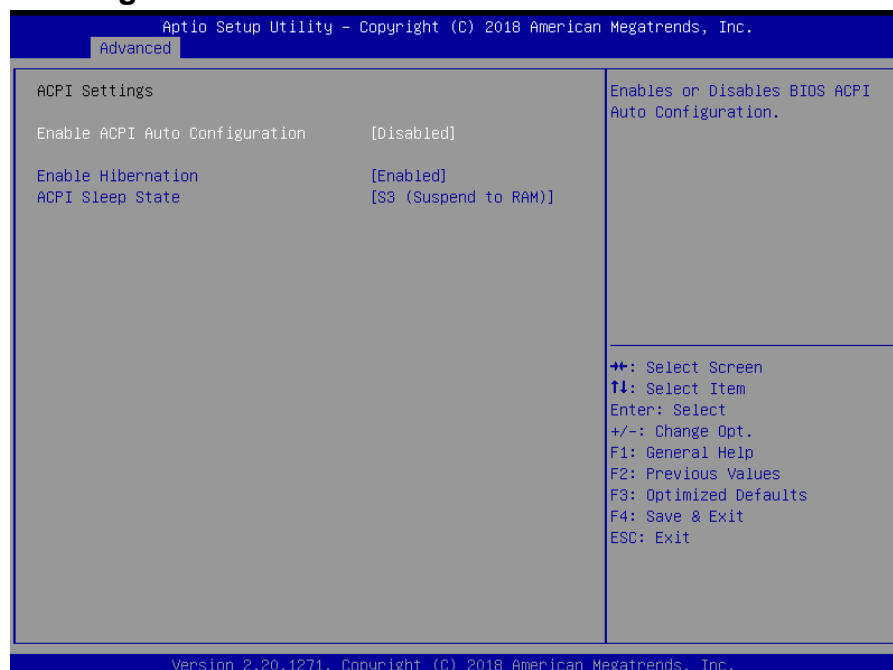 Aptio Setup Utility – Copyright (C) 2018 American Megatrends, Inc.
Advanced
ACPI Settings
Enable ACPI Auto Configuration [Disabled]
Enable Hibernation [Enabled]
ACPI Sleep State [S3 (Suspend to RAM)]
Enables or Disables BIOS ACPI
Auto Configuration.
→←: Select Screen
↑↓: Select Item
Enter: Select
+/-: Change Opt.
F1: General Help
F2: Previous Values
F3: Optimized Defaults
F4: Save & Exit
ESC: Exit
Version 2.20.1271. Copyright (C) 2018 American Megatrends, Inc.